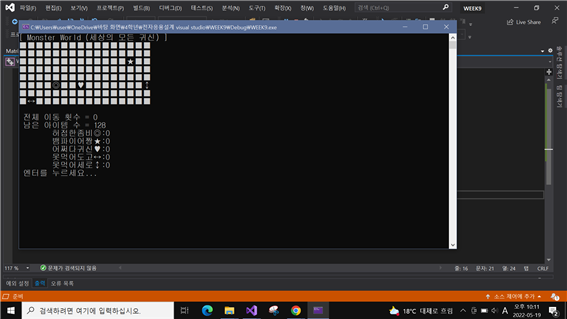 파일(F) 편집(E) 보기(V) 프로젝트(P) 빌드(B) 디버그(D) 테스트(S) 분석(N) 도구(T) 확장(X) 창(W) 도움말(H) WEEK9
Live Share
C:\Users\user\OneDrive\바탕 화면\4학년\전자응용설계 visual studio\WEEK9\Debug\WEEK9.exe
[ Monster World (세상의 모든 귀신) ]
전체 이동 횟수 = 0
남은 아이템 수 = 128
허접한좀비◎:0
뱀파이어짱★:0
어쩌다귀신♥:0
못먹어도고↔:0
못먹어세로↕:0
엔터를 누르세요...
117 %
문제가 검색되지 않음
줄: 16 문자: 21 열: 24 탭 CRLF
출력 오류 목록
준비
소스 제어에 추가
검색하려면 여기에 입력하십시오.
18°C 대체로 흐림
A
오후 10:11
2022-05-19